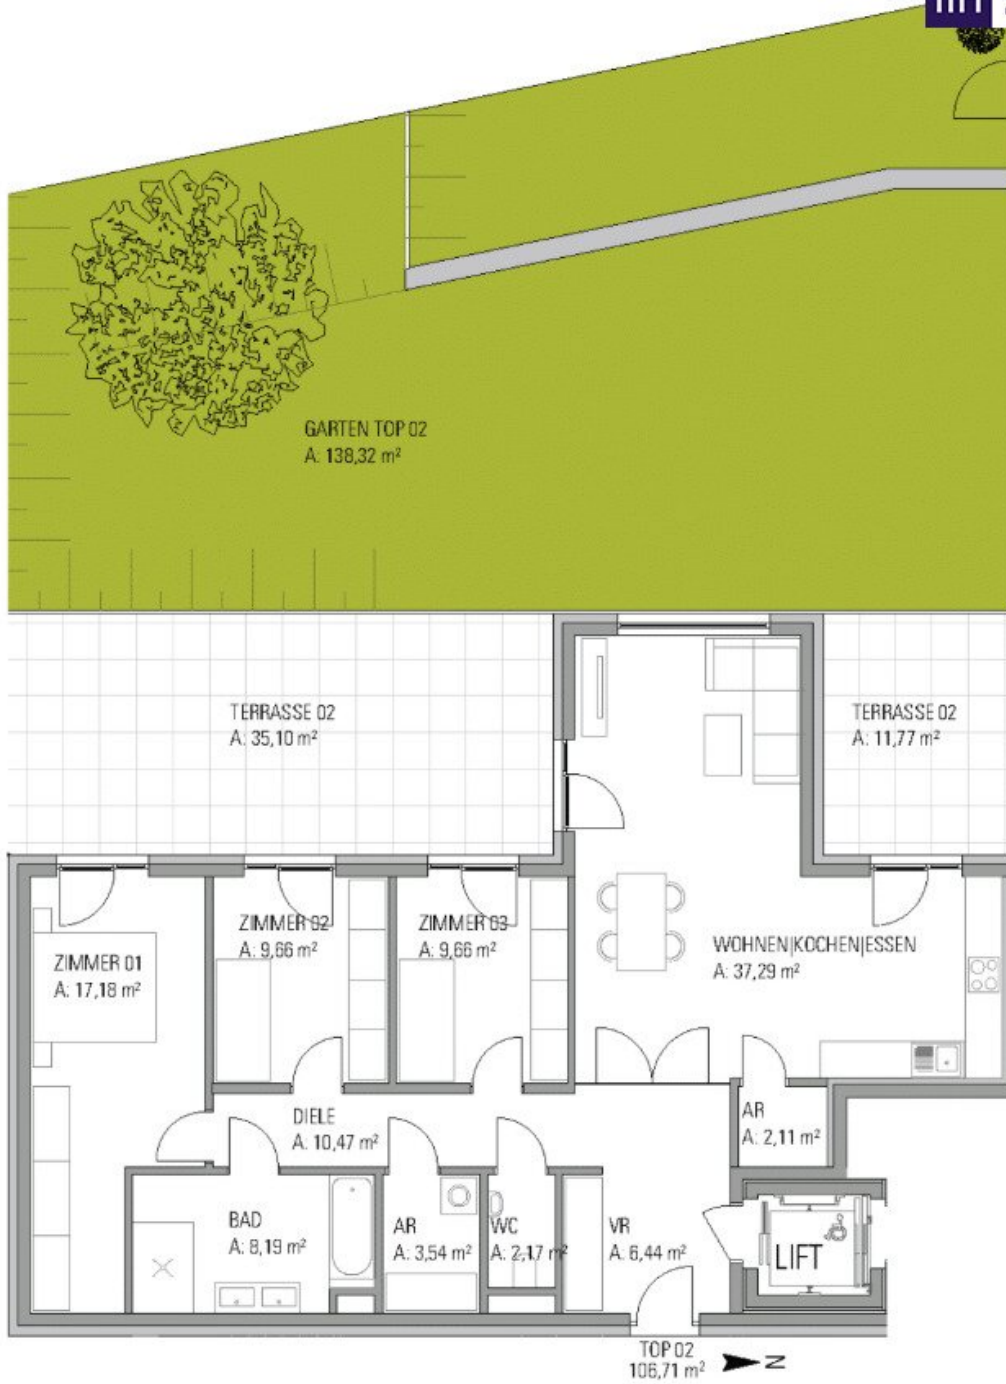 GARTEN TOP 02
A: 138,32 m²
TERRASSE 02
A: 35,10 m²
TERRASSE 02
A: 11,77 m²
ZIMMER 01
A: 17,18 m²
ZIMMER 02
A: 9,66 m²
ZIMMER 03
A: 9,66 m²
WOHNEN|KOCHEN|ESSEN
A: 37,29 m²
DIELE
A: 10,47 m²
AR
A: 2,11 m²
BAD
A: 8,19 m²
AR
A: 3,54 m²
WC
A: 2,17 m²
VR
A: 6,44 m²
LIFT
TOP 02
106,71 m²
N